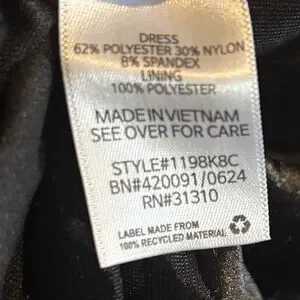 DRESS
62% POLYESTER 30% NYLON
8% SPANDEX
LINING
100% POLYESTER
MADE IN VIETNAM
SEE OVER FOR CARE
STYLE#1198K8C
BN#420091/0624
RN#31310
LABEL MADE FROM
100% RECYCLED MATERIAL